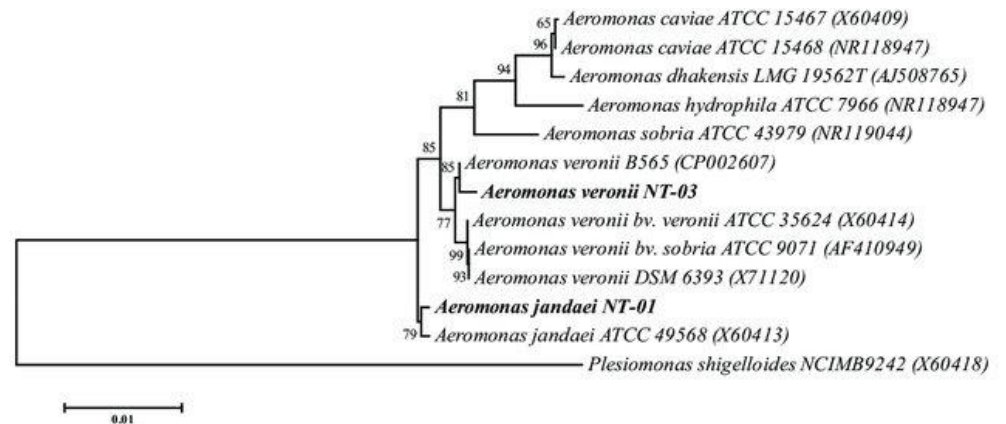 65
Aeromonas caviae ATCC 15467 (X60409)
96
Aeromonas caviae ATCC 15468 (NR118947)
94
Aeromonas dhakensis LMG 19562T (AJ508765)
81
Aeromonas hydrophila ATCC 7966 (NR118947)
Aeromonas sobria ATCC 43979 (NR119044)
85
85
Aeromonas veronii B565 (CP002607)
Aeromonas veronii NT-03
77
Aeromonas veronii bv. veronii ATCC 35624 (X60414)
99
Aeromonas veronii bv. sobria ATCC 9071 (AF410949)
93
Aeromonas veronii DSM 6393 (X71120)
Aeromonas jandaei NT-01
79
Aeromonas jandaei ATCC 49568 (X60413)
Plesiomonas shigelloides NCIMB9242 (X60418)
0.01